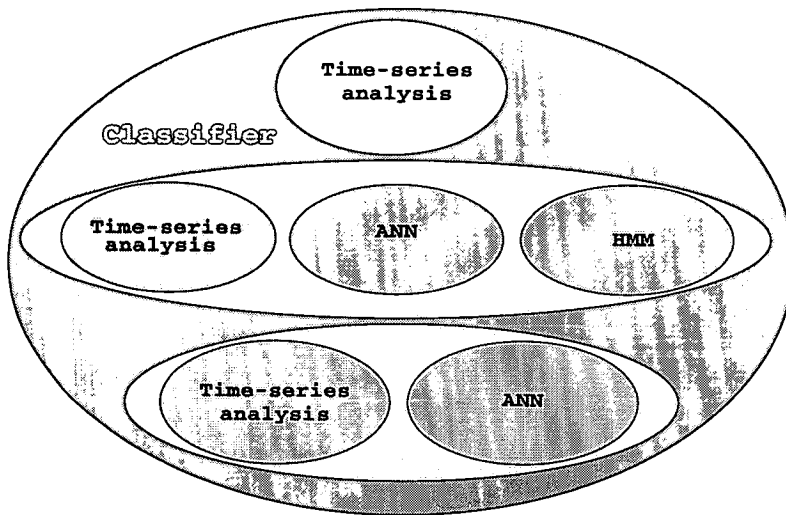 Time-series
analysis
Classifier
Time-series
analysis
ANN
HMM
Time-series
analysis
ANN